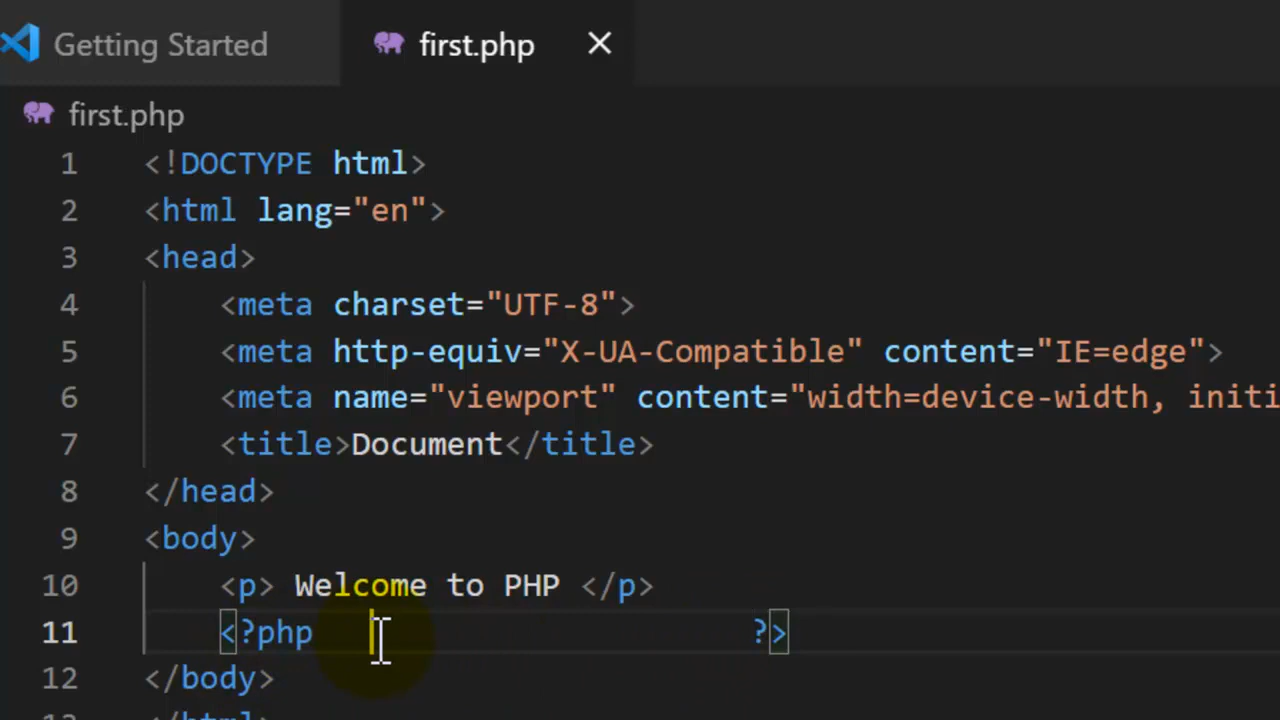 Getting Started first.php
first.php
1 <!DOCTYPE html>
2 <html lang="en">
3 <head>
4 <meta charset="UTF-8">
5 <meta http-equiv="X-UA-Compatible" content="IE=edge">
6 <meta name="viewport" content="width=device-width, initi
7 <title>Document</title>
8 </head>
9 <body>
10 <p> Welcome to PHP </p>
11 <?php ?>
12 </body>
13 </html>